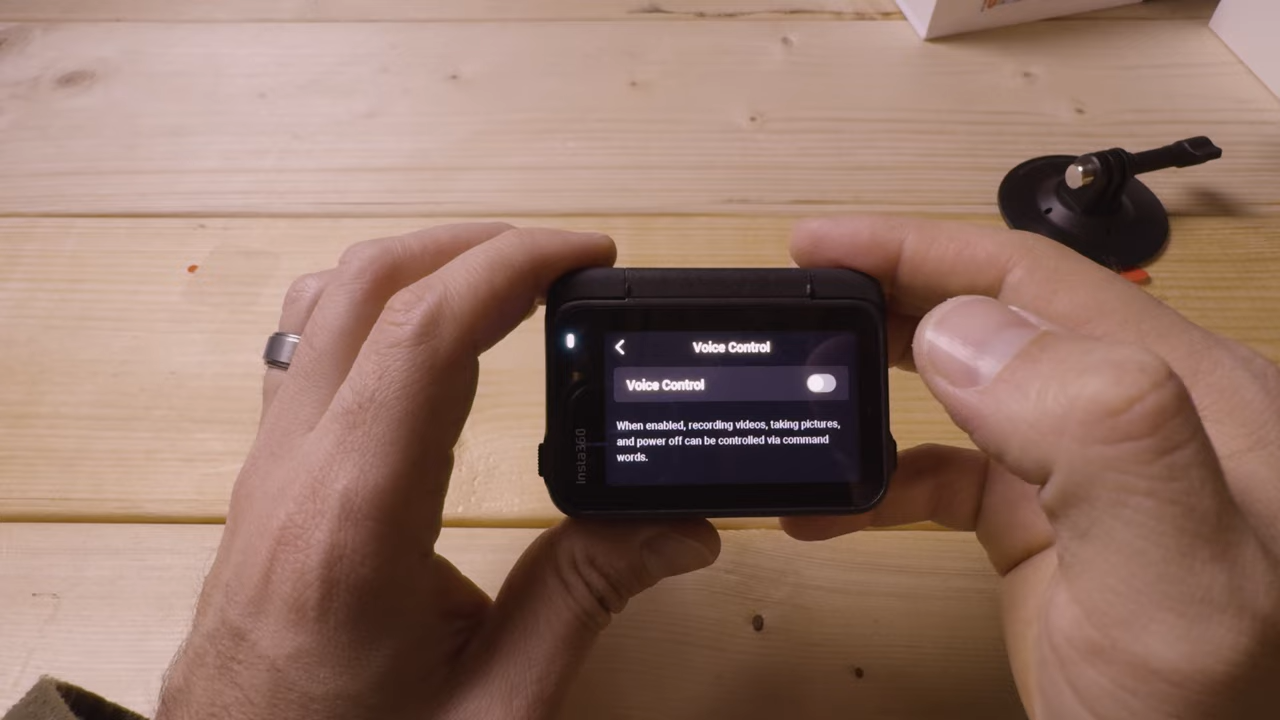 Voice Control
Voice Control
When enabled, recording videos, taking pictures,
and power off can be controlled via command
words.
Insta360